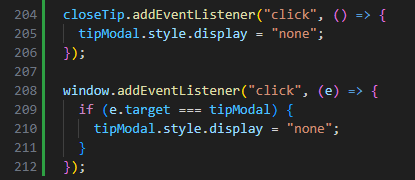 204 closeTip.addEventListener("click", () => {
205   tipModal.style.display = "none";
206 });
207
208 window.addEventListener("click", (e) => {
209   if (e.target === tipModal) {
210     tipModal.style.display = "none";
211   }
212 });